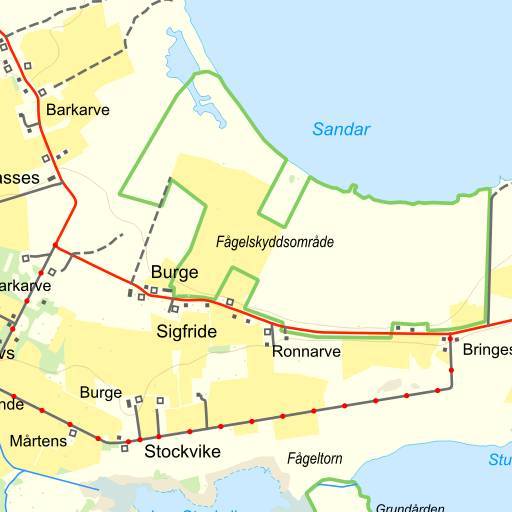 Barkarve
Sandar
asses
Fågelskyddsområde
Burge
arkarve
Sigfride
Ronnarve
Bringes
vs
Burge
nde
Mårtens
Stockvike
Fågeltorn
Stu
Grundården